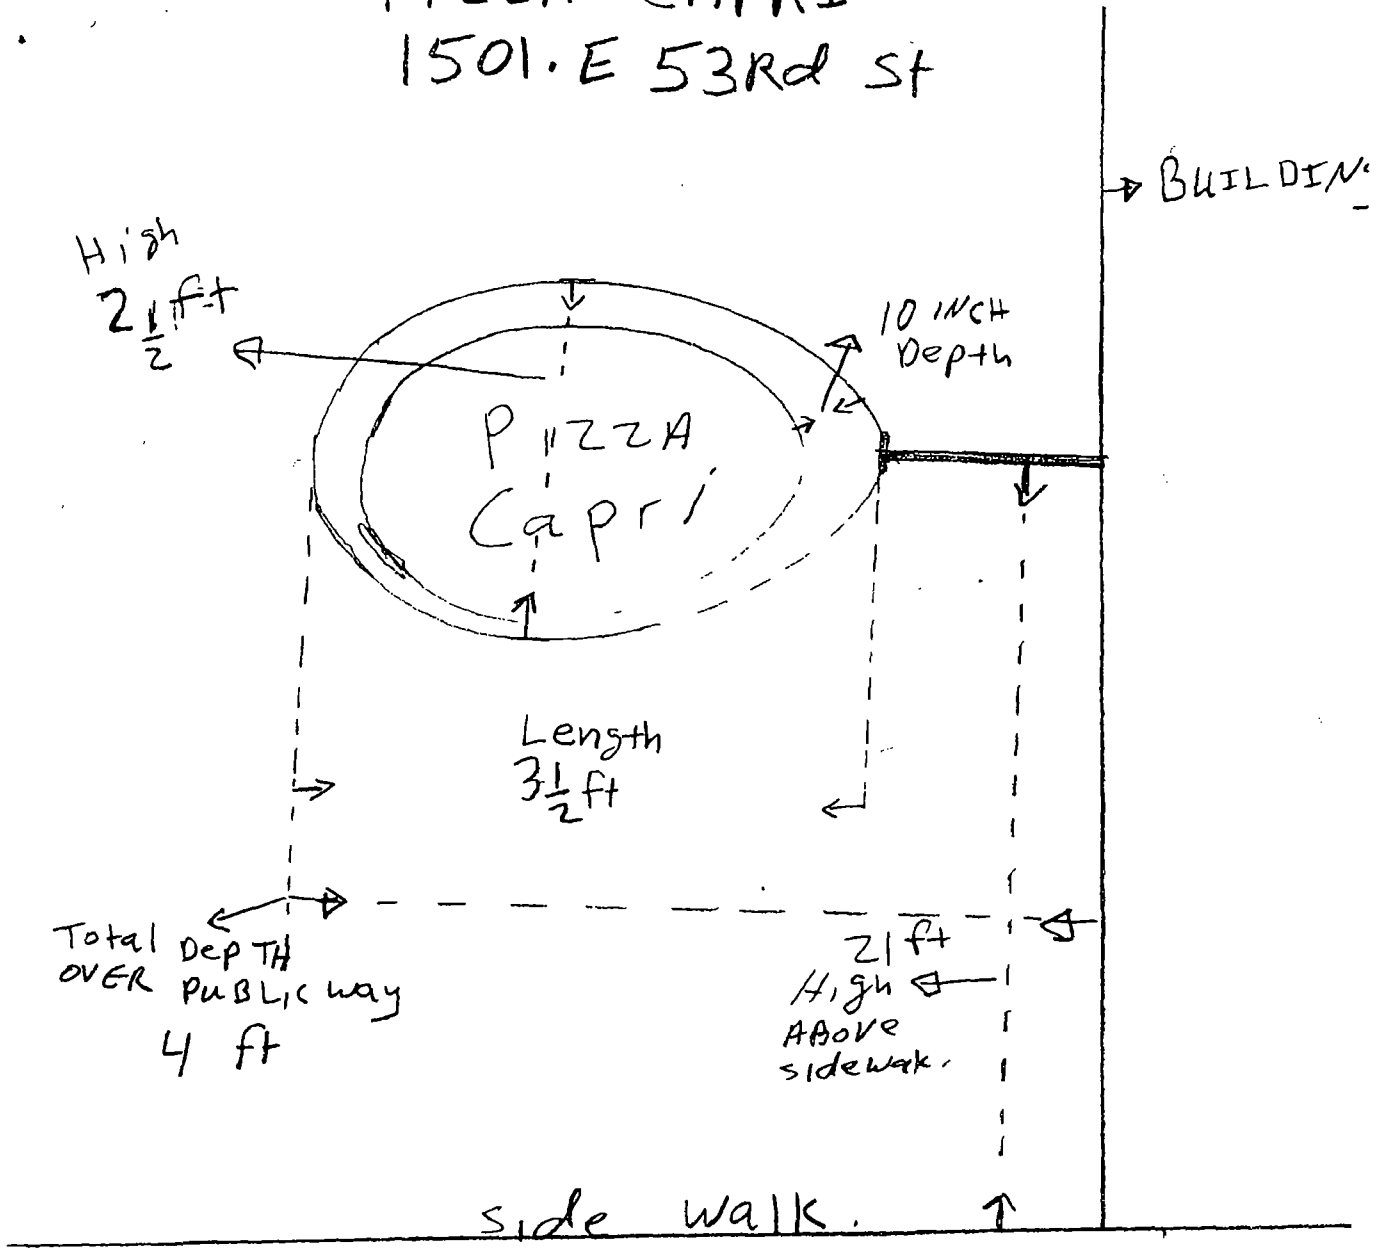 1501. E 53Rd St
BUILDIN
High
2 1/2 ft
10 INCH
Depth
PIZZA
Capri
Length
3 1/2 ft
21 ft
High
ABove
sidewak.
Total DepTH
OVER PUBLIC way
4 ft
side walk.